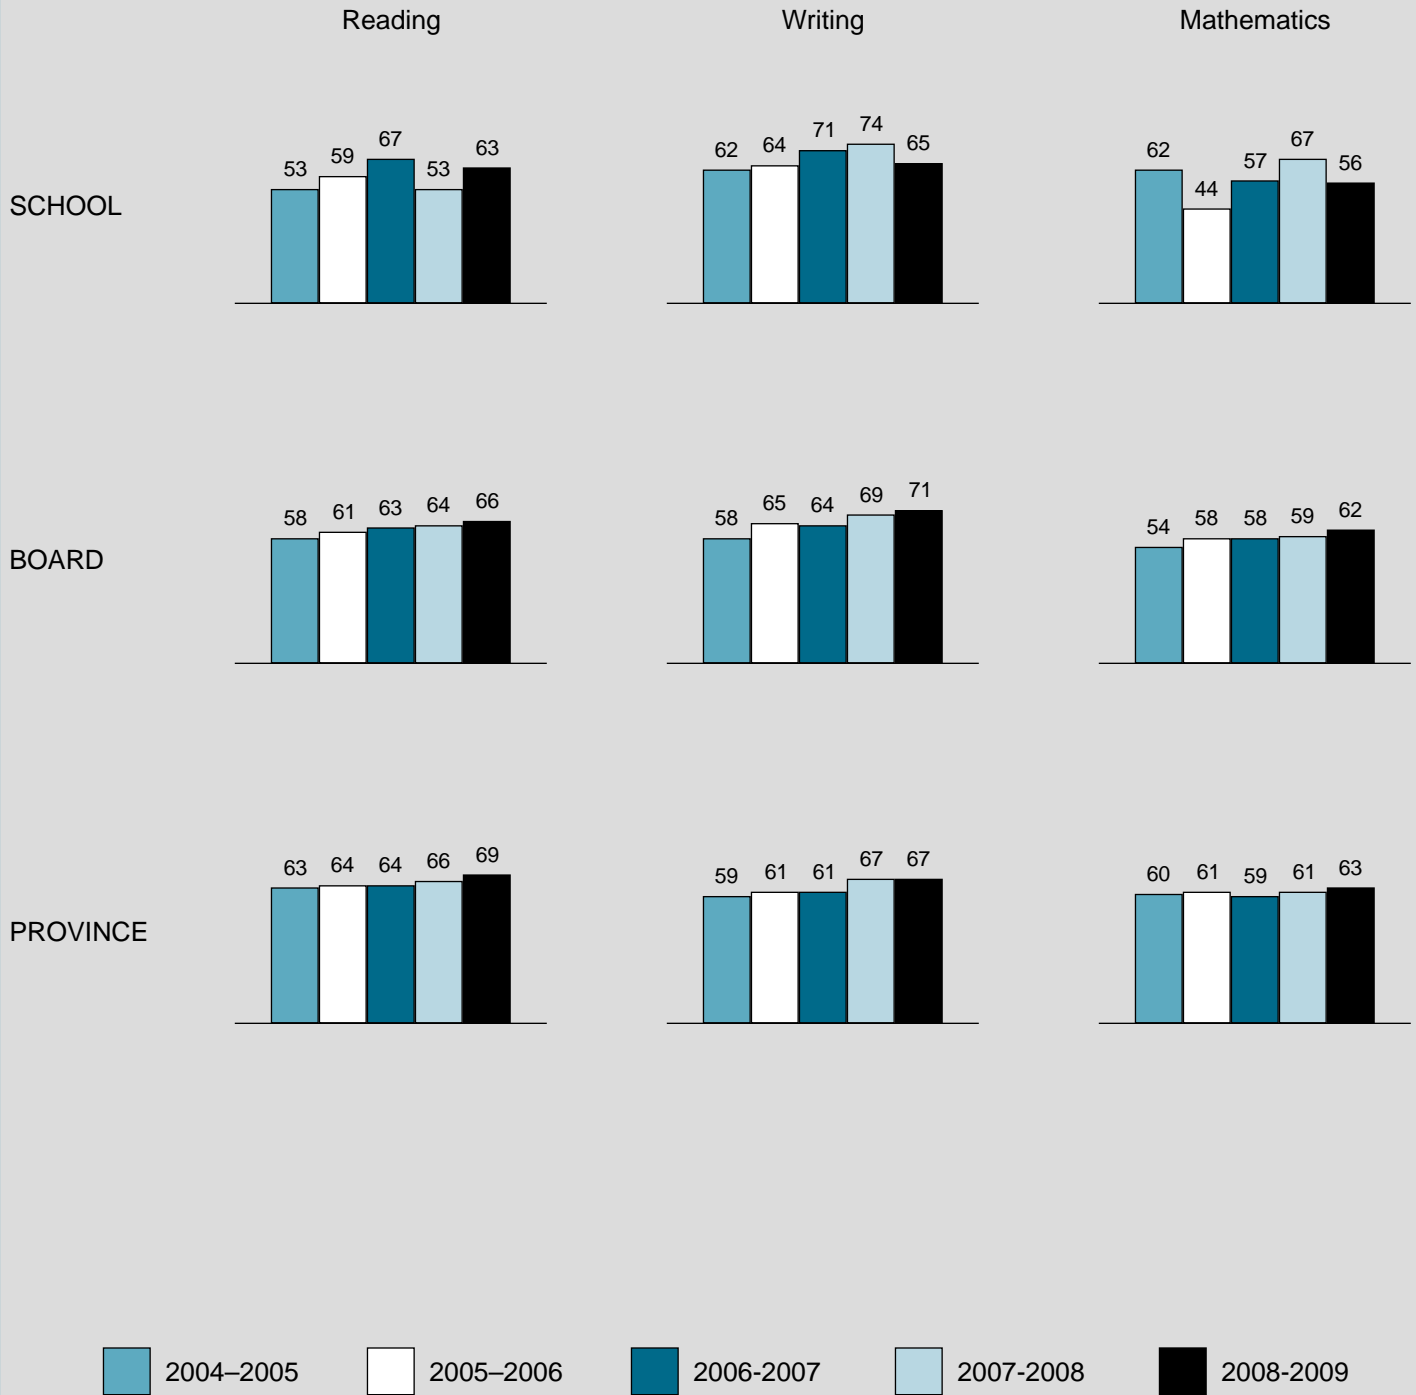 Reading Writing Mathematics
SCHOOL
53 59 67 53 63
62 64 71 74 65
62 44 57 67 56
BOARD
58 61 63 64 66
58 65 64 69 71
54 58 58 59 62
PROVINCE
63 64 64 66 69
59 61 61 67 67
60 61 59 61 63
2004–2005 2005–2006 2006-2007 2007-2008 2008-2009